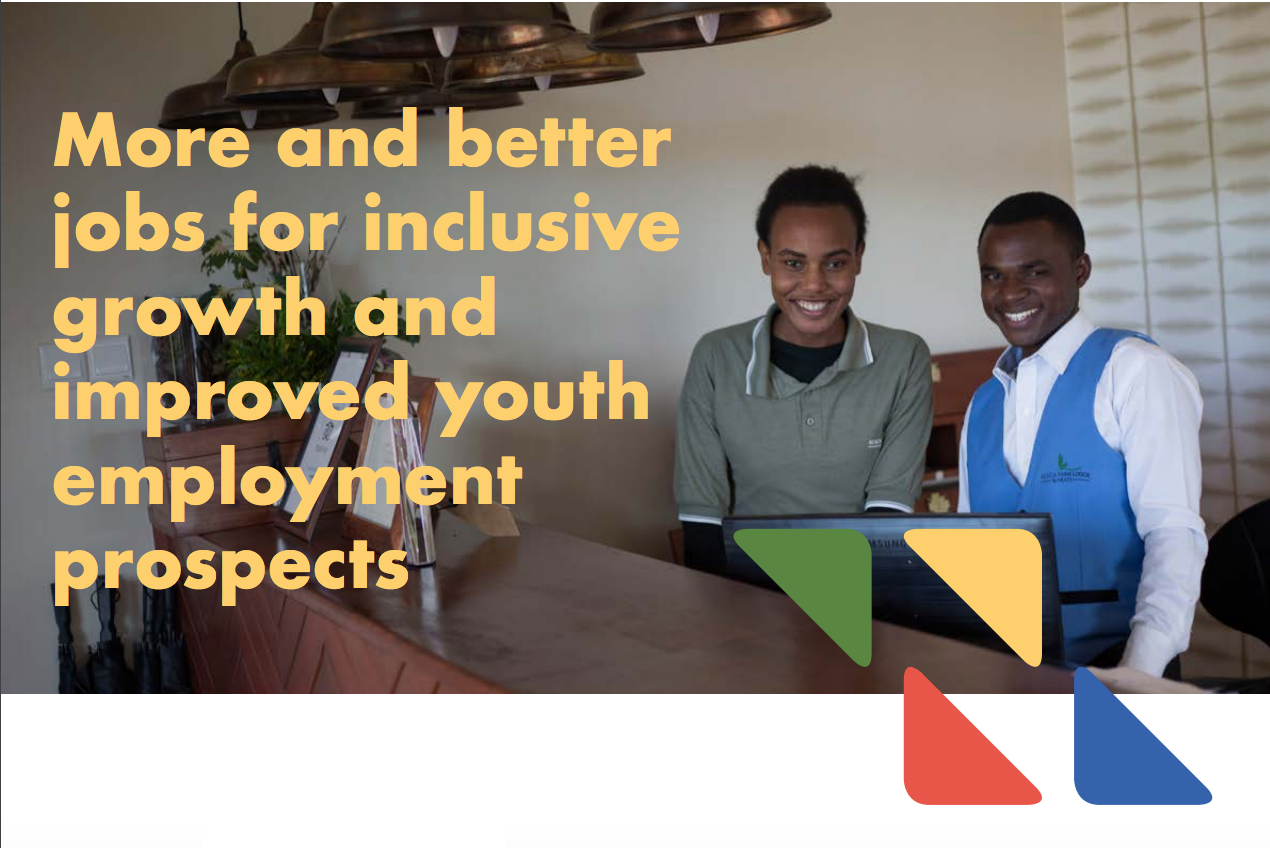 More and better
jobs for inclusive
growth and
improved youth
employment
prospects